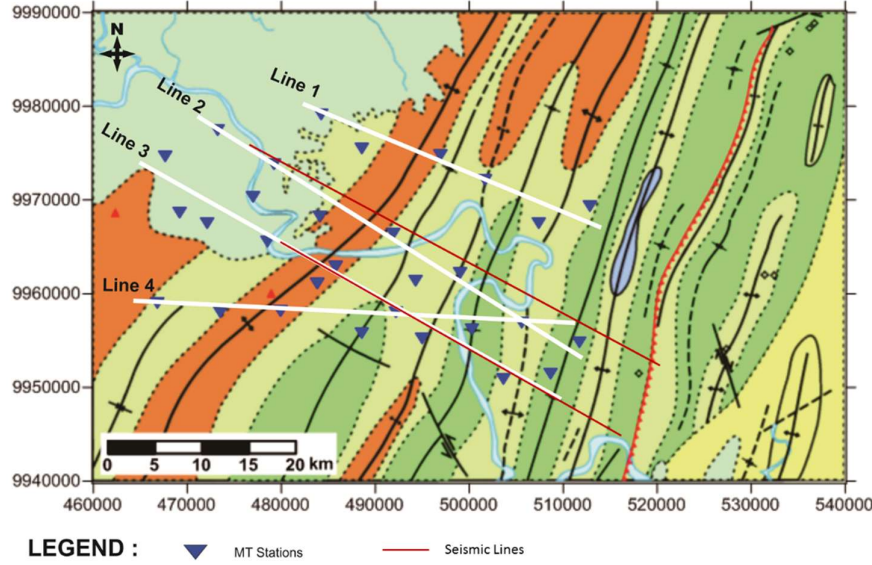 9990000
N
9980000
Line 1
Line 2
Line 3
9970000
9960000
Line 4
9950000
0 5 10 15 20 km
9940000
460000 470000 480000 490000 500000 510000 520000 530000 540000
LEGEND : MT Stations Seismic Lines